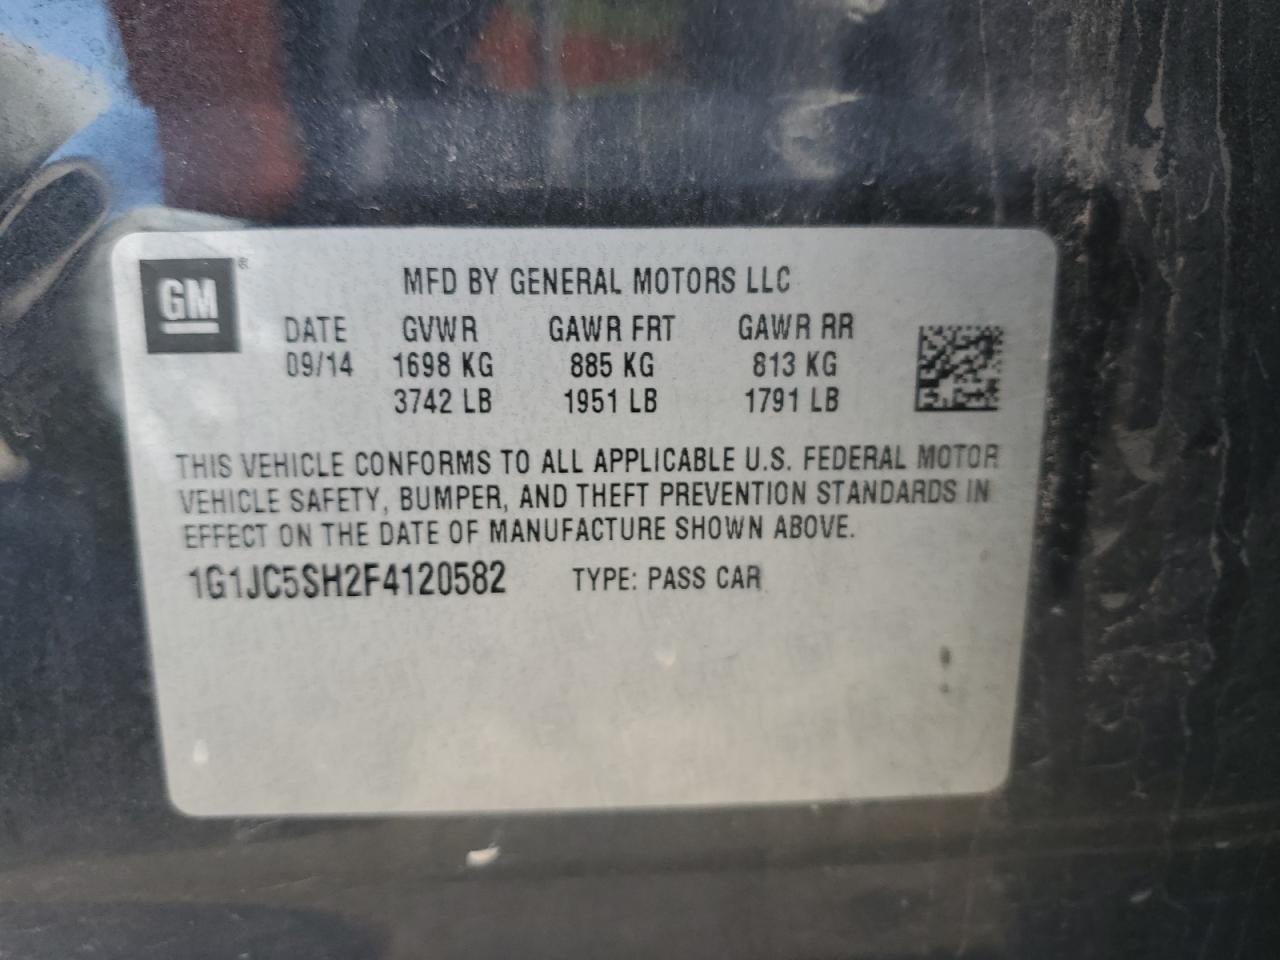 GM®
MFD BY GENERAL MOTORS LLC
DATE GVWR GAWR FRT GAWR RR
09/14 1698 KG 885 KG 813 KG
3742 LB 1951 LB 1791 LB
THIS VEHICLE CONFORMS TO ALL APPLICABLE U.S. FEDERAL MOTOR
VEHICLE SAFETY, BUMPER, AND THEFT PREVENTION STANDARDS IN
EFFECT ON THE DATE OF MANUFACTURE SHOWN ABOVE.
1G1JC5SH2F4120582 TYPE: PASS CAR